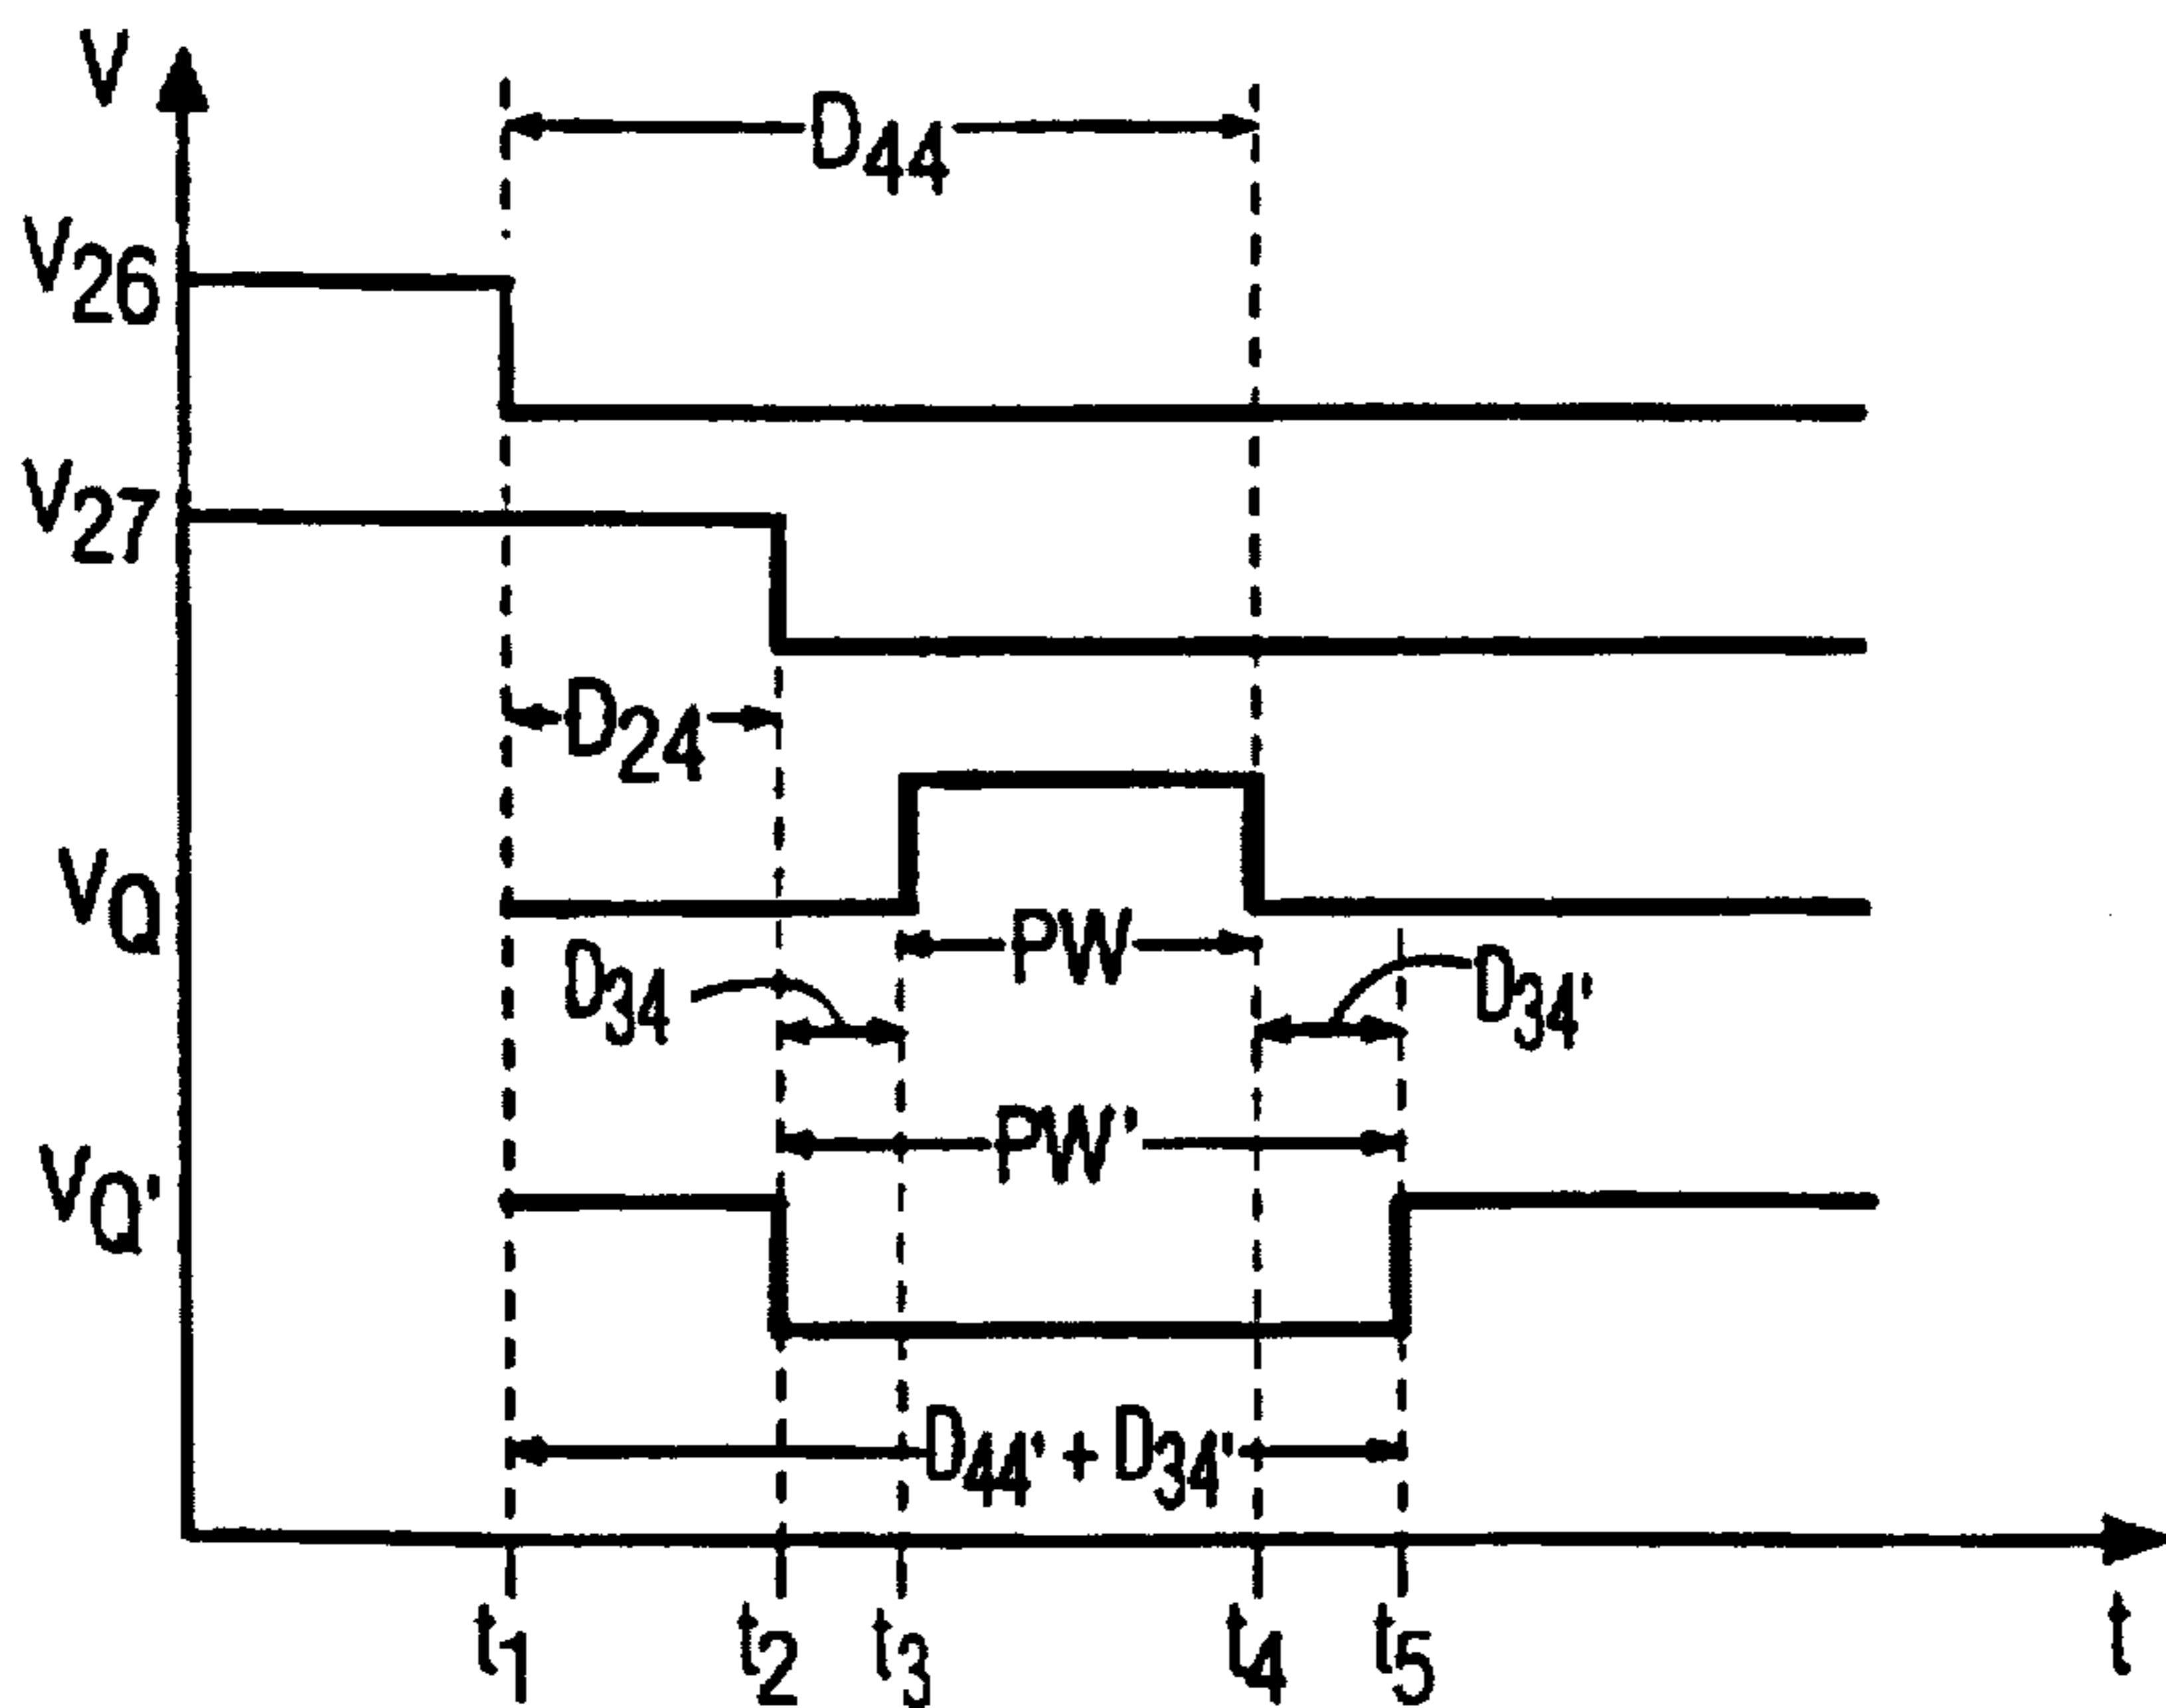 V
D44
V26
V27
D24
VQ
PW
D34
D34'
PW'
VQ'
D44' + D34'
t1 t2 t3 t4 t5 t